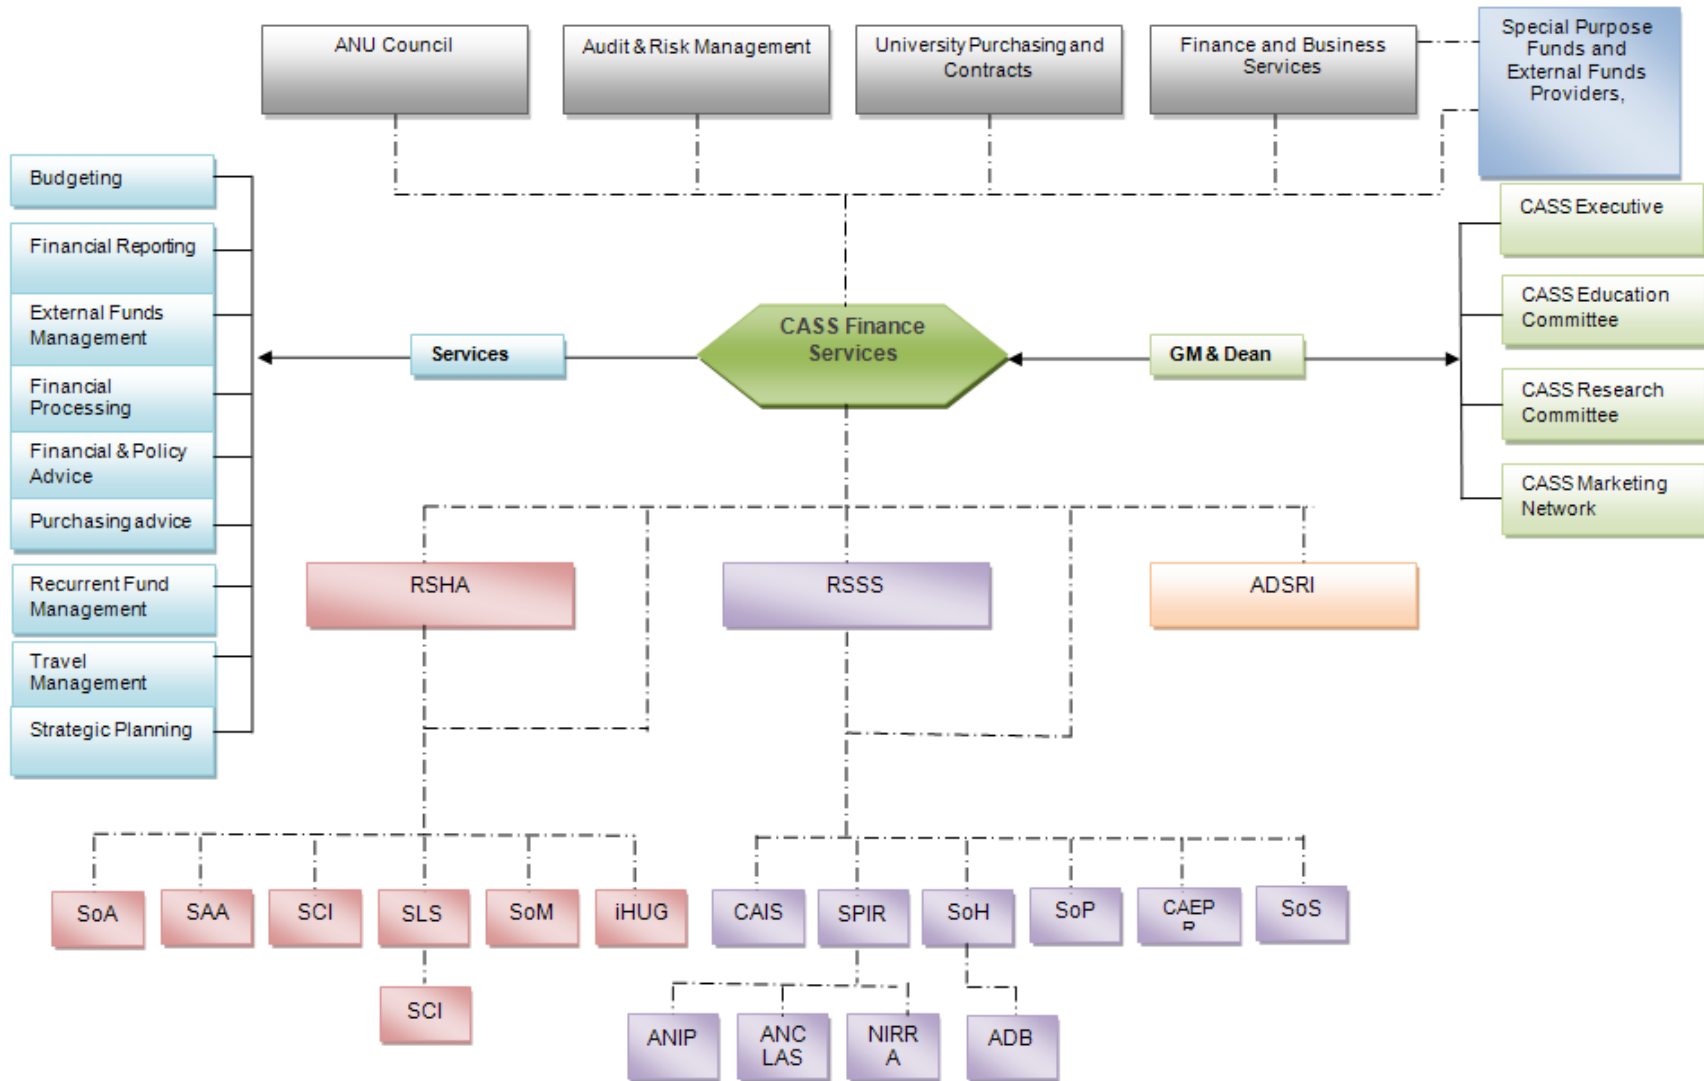 ANU Council
Audit & Risk Management
University Purchasing and
Contracts
Finance and Business
Services
Special Purpose
Funds and
External Funds
Providers,
Budgeting
Financial Reporting
External Funds
Management
Financial
Processing
Financial & Policy
Advice
Purchasing advice
Recurrent Fund
Management
Travel
Management
Strategic Planning
Services
CASS Finance
Services
GM & Dean
CASS Executive
CASS Education
Committee
CASS Research
Committee
CASS Marketing
Network
RSHA
RSSS
ADSRI
SoA
SAA
SCI
SLS
SoM
iHUG
CAIS
SPIR
SoH
SoP
CAEP
R
SoS
SCI
ANIP
ANC
LAS
NIRR
A
ADB